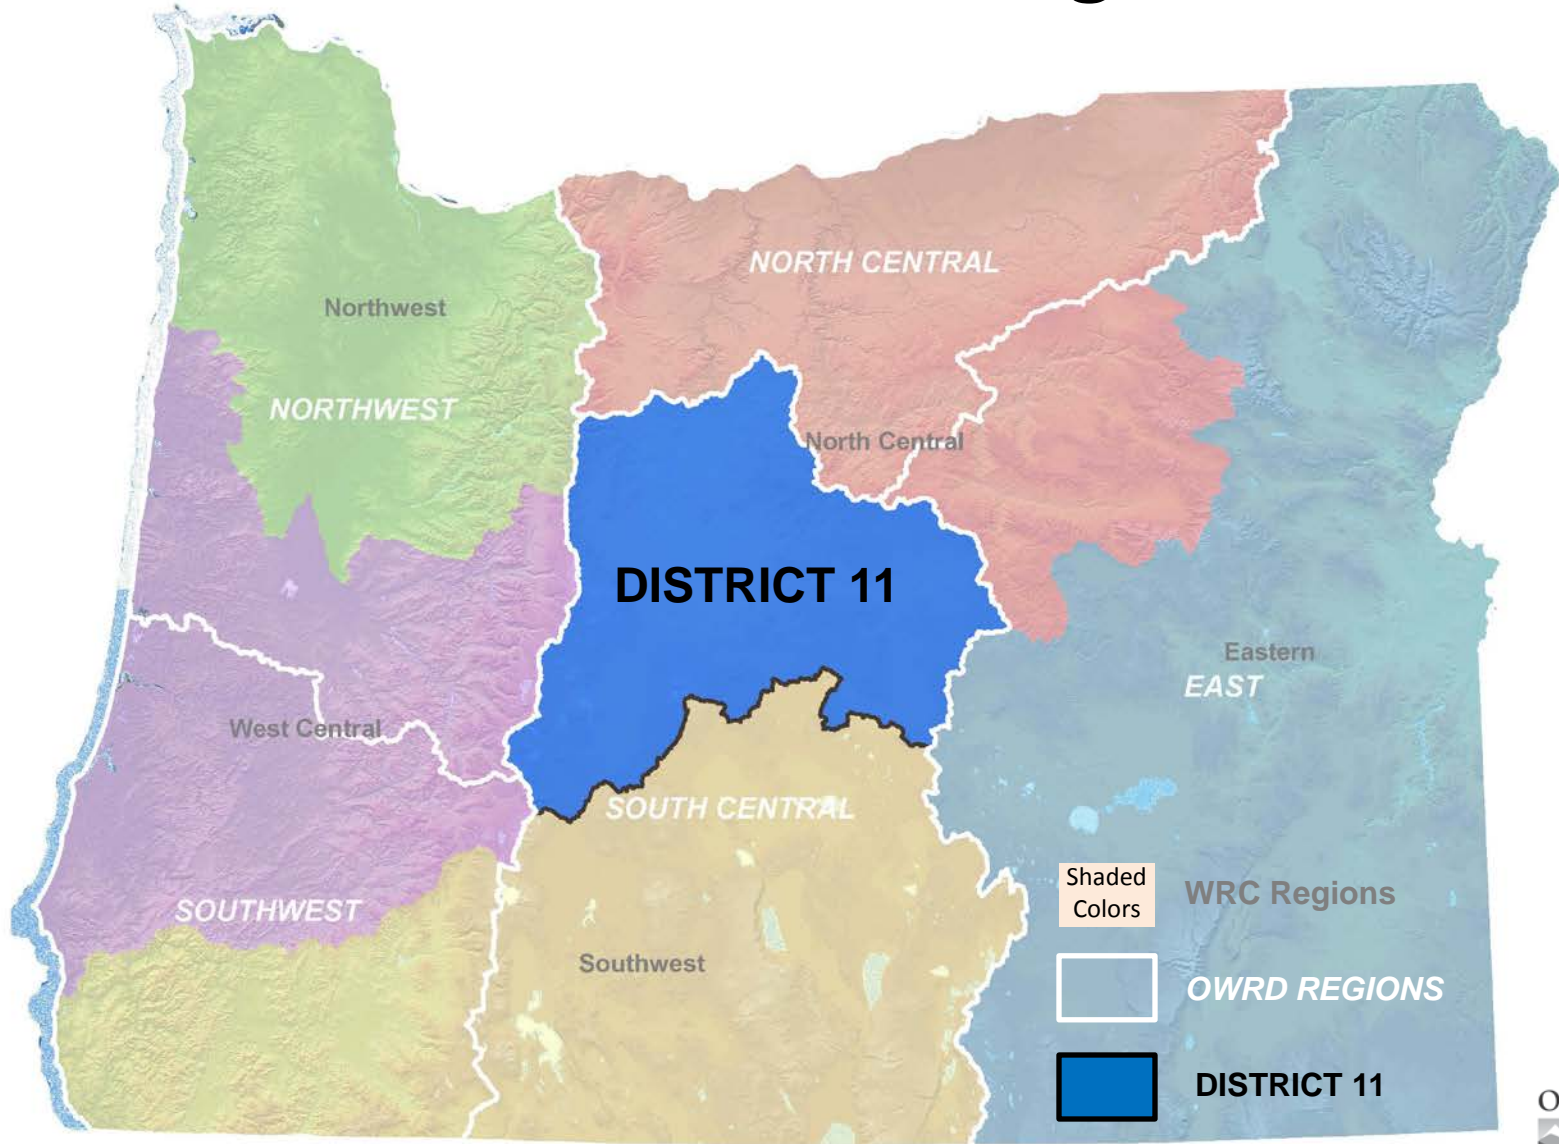 NORTH CENTRAL
Northwest
NORTHWEST
North Central
DISTRICT 11
Eastern
EAST
West Central
SOUTH CENTRAL
SOUTHWEST
Southwest
Shaded
Colors
WRC Regions
OWRD REGIONS
DISTRICT 11